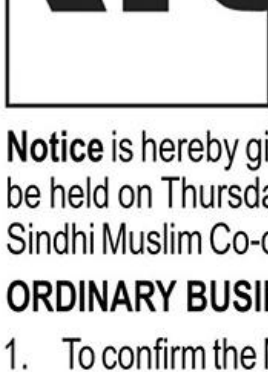 Notice is hereby gi
be held on Thursda
Sindhi Muslim Co-o
ORDINARY BUSI
1. To confirm the